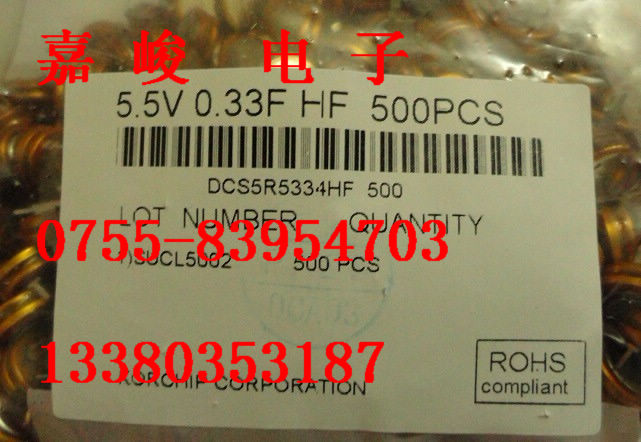 嘉峻 电子
5.5V 0.33F HF 500PCS
DCS5R5334HF 500
LOT NUMBER QUANTITY
0755-83954703
500 PCS
13380353187
KORCHIP CORPORATION
ROHS
compliant